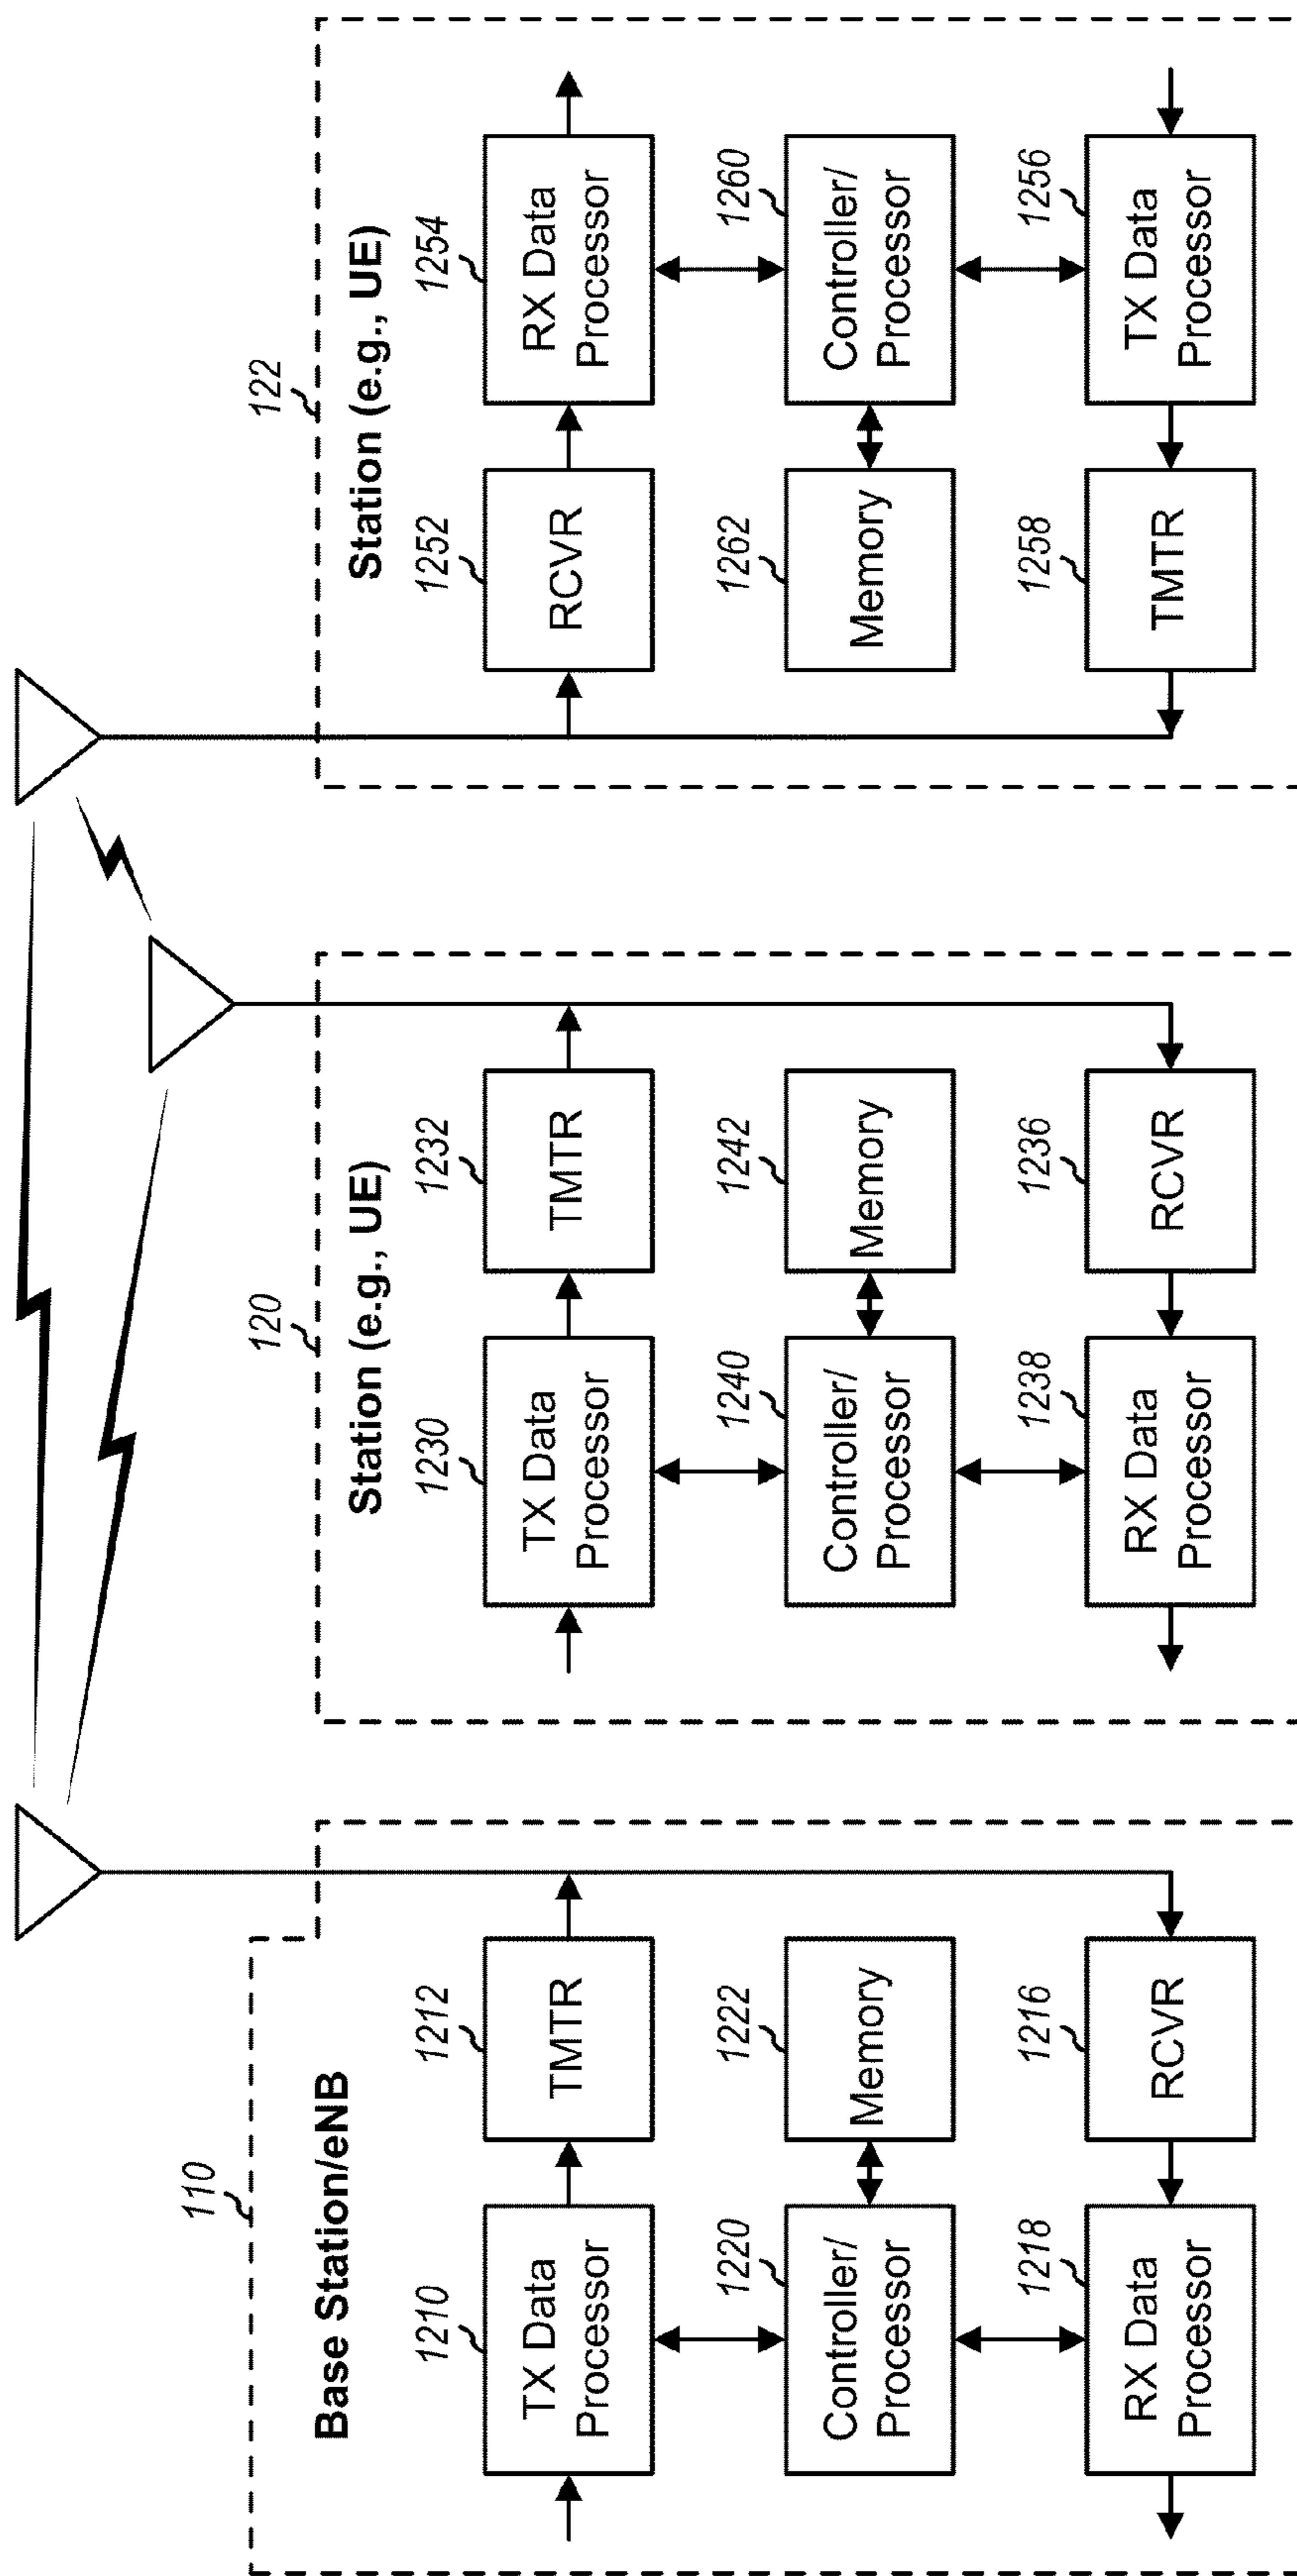 110
Base Station/eNB
1210
TX Data
Processor
1212
TMTR
1220
Controller/
Processor
1222
Memory
1218
RX Data
Processor
1216
RCVR
120
Station (e.g., UE)
1230
TX Data
Processor
1232
TMTR
1240
Controller/
Processor
1242
Memory
1238
RX Data
Processor
1236
RCVR
122
Station (e.g., UE)
1252
RCVR
1254
RX Data
Processor
1262
Memory
1260
Controller/
Processor
1258
TMTR
1256
TX Data
Processor